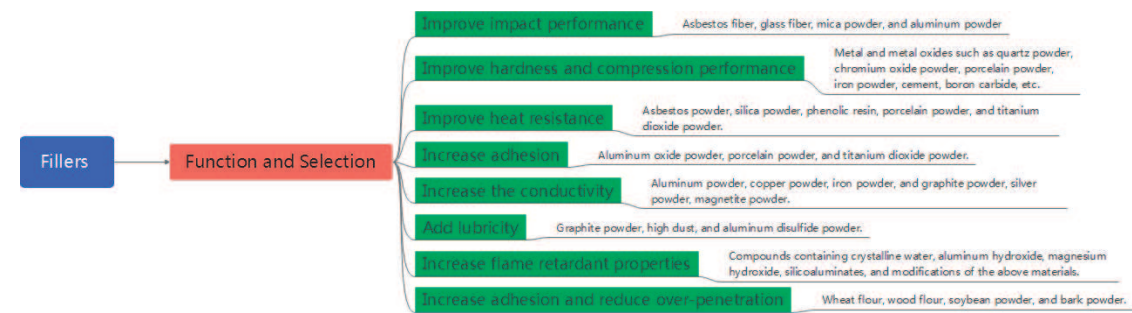 Fillers
Function and Selection
Improve impact performance
Asbestos fiber, glass fiber, mica powder, and aluminum powder
Improve hardness and compression performance
Metal and metal oxides such as quartz powder,
chromium oxide powder, porcelain powder,
iron powder, cement, boron carbide, etc.
Improve heat resistance
Asbestos powder, silica powder, phenolic resin, porcelain powder, and titanium
dioxide powder.
Increase adhesion
Aluminum oxide powder, porcelain powder, and titanium dioxide powder.
Increase the conductivity
Aluminum powder, copper powder, iron powder, and graphite powder, silver
powder, magnetite powder.
Add lubricity
Graphite powder, high dust, and aluminum disulfide powder.
Increase flame retardant properties
Compounds containing crystalline water, aluminum hydroxide, magnesium
hydroxide, silicoaluminates, and modifications of the above materials.
Increase adhesion and reduce over-penetration
Wheat flour, wood flour, soybean powder, and bark powder.